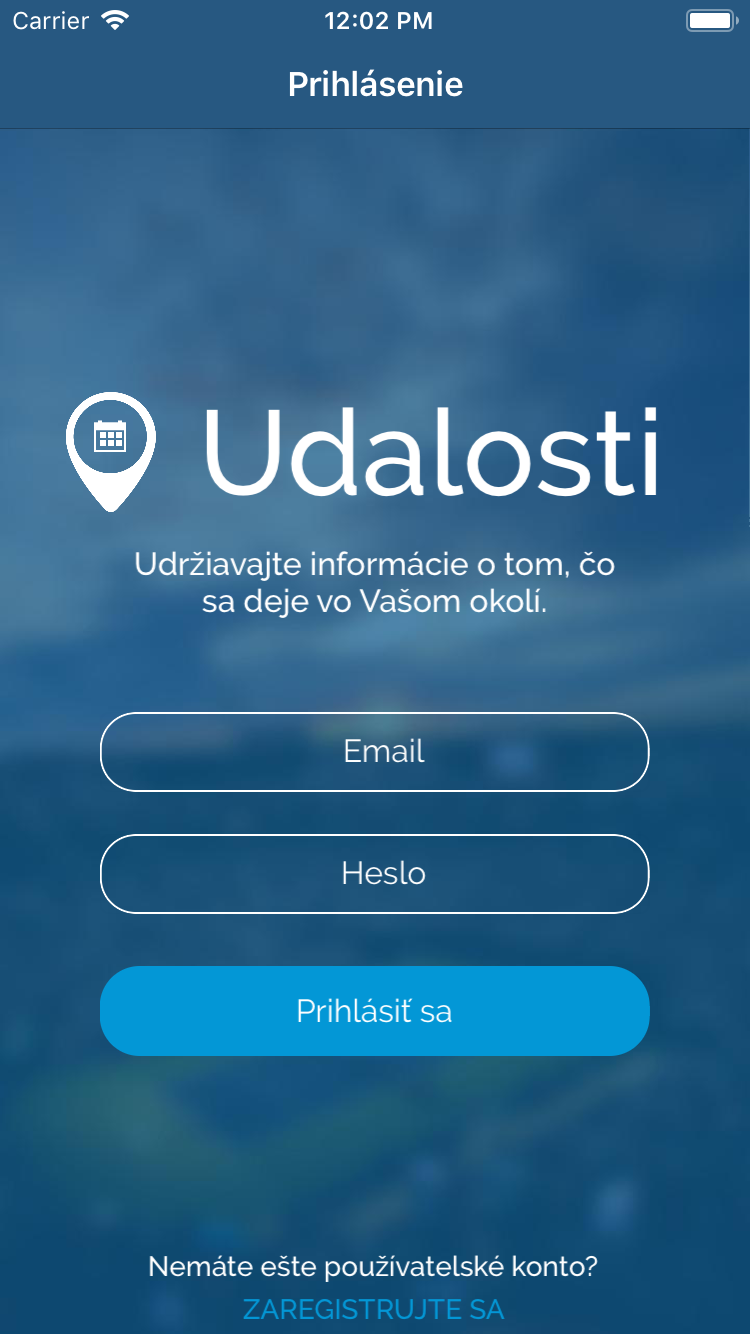 Carrier 12:02 PM
Prihlásenie
Udalosti
Udržiavajte informácie o tom, čo
sa deje vo Vašom okolí.
Email
Heslo
Prihlásiť sa
Nemáte ešte používatelské konto?
ZAREGISTRUJTE SA